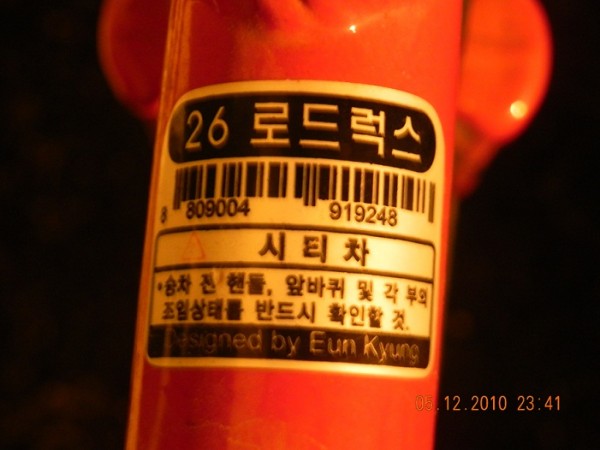 26 로드럭스
8 809004 919248
시티차
•승차 전 핸들, 앞바퀴 및 각 부의
조임상태를 반드시 확인할 것.
Designed by Eun Kyung
05.12.2010 23:41